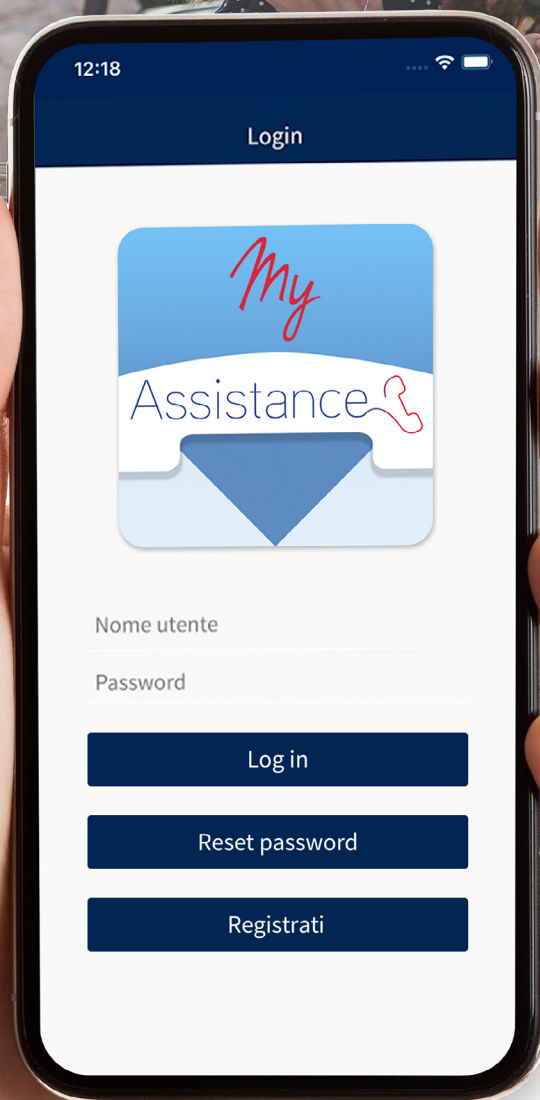 12:18
Login
My
Assistance
Nome utente
Password
Log in
Reset password
Registrati